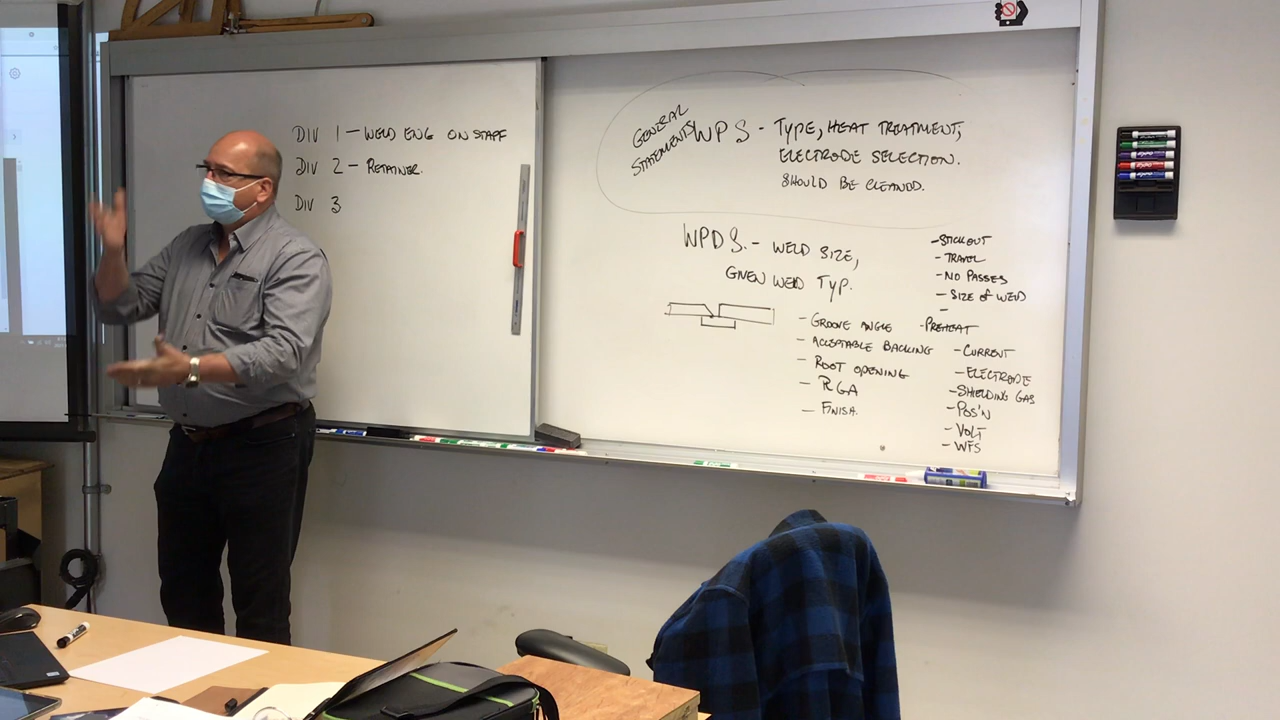 DIV 1 - WELD ENG ON STAFF
DIV 2 - RETAINER.
DIV 3
GENERAL
STATEMENTS
WPS - TYPE, HEAT TREATMENT,
ELECTRODE SELECTION.
SHOULD BE CLEANED.
WPDS. - WELD SIZE,
GIVEN WELD TYP.
- GROOVE ANGLE
- ACCEPTABLE BACKING
- ROOT OPENING
- RGA
- FINISH.
- STICKOUT
- TRAVEL
- NO PASSES
- SIZE OF WELD
-
- PREHEAT
- CURRENT
- ELECTRODE
- SHIELDING GAS
- POS'N
- VOLT
- WFS